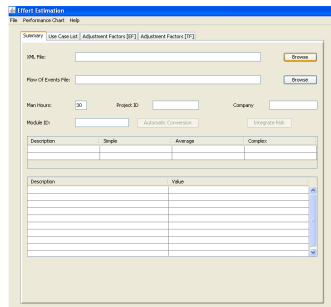 Effort Estimation
File Performance Chart Help
Summary Use Case List Adjustment Factors [EF] Adjustment Factors [TF]
XML File: Browse
Flow Of Events File: Browse
Man Hours: 30 Project ID Company
Module ID: Automatic Conversion Integrate Risk
Description Simple Average Complex
Description Value